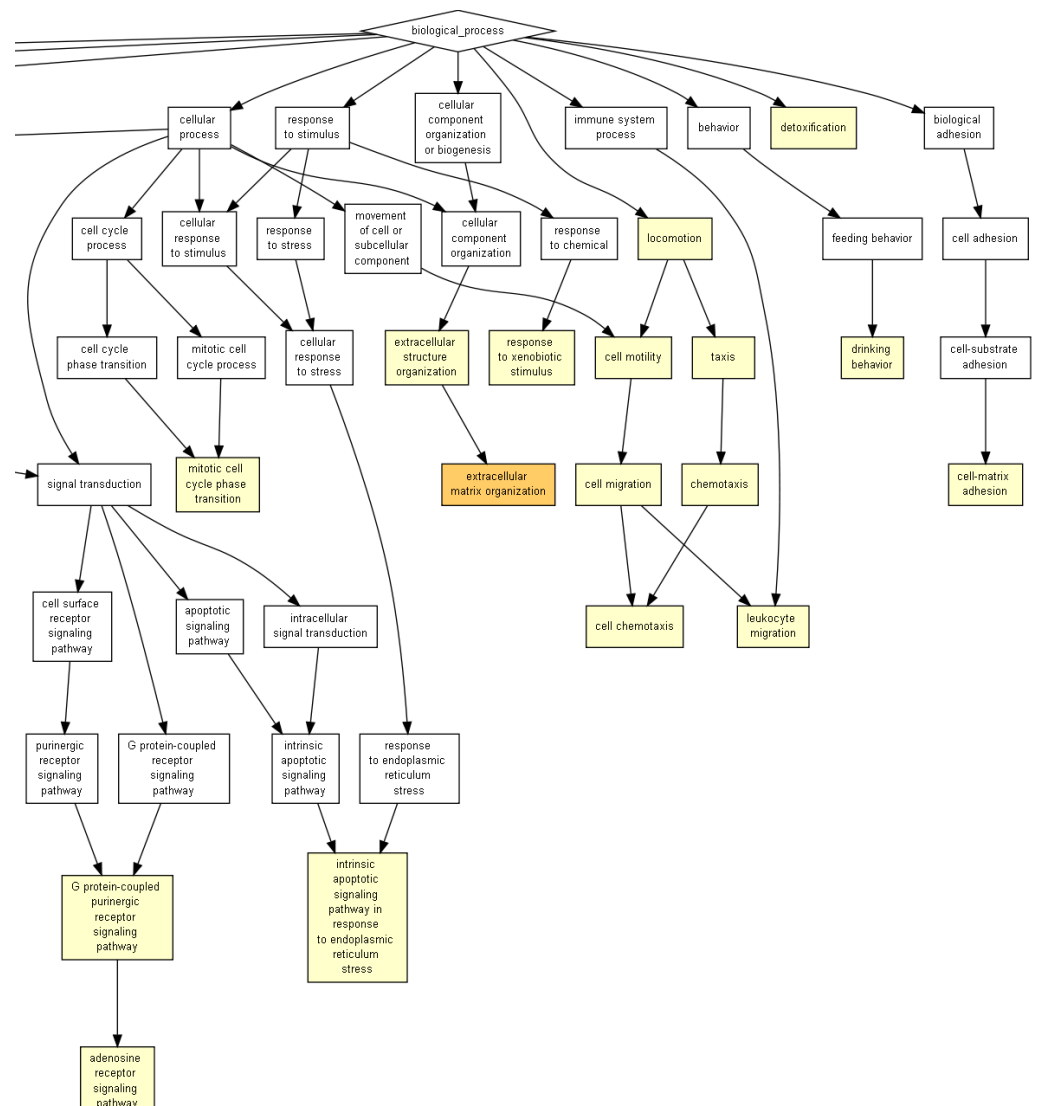 biological_process
cellular
process
response
to stimulus
cellular
component
organization
or biogenesis
immune system
process
behavior
detoxification
biological
adhesion
cell cycle
process
cellular
response
to stimulus
response
to stress
movement
of cell or
subcellular
component
cellular
component
organization
response
to chemical
locomotion
feeding behavior
cell adhesion
cell cycle
phase transition
mitotic cell
cycle process
cellular
response
to stress
extracellular
structure
organization
response
to xenobiotic
stimulus
cell motility
taxis
drinking
behavior
cell-substrate
adhesion
signal transduction
mitotic cell
cycle phase
transition
extracellular
matrix organization
cell migration
chemotaxis
cell-matrix
adhesion
cell surface
receptor
signaling
pathway
apoptotic
signaling
pathway
intracellular
signal transduction
cell chemotaxis
leukocyte
migration
purinergic
receptor
signaling
pathway
G protein-coupled
receptor
signaling
pathway
intrinsic
apoptotic
signaling
pathway
response
to endoplasmic
reticulum
stress
G protein-coupled
purinergic
receptor
signaling
pathway
intrinsic
apoptotic
signaling
pathway in
response
to endoplasmic
reticulum
stress
adenosine
receptor
signaling
pathway